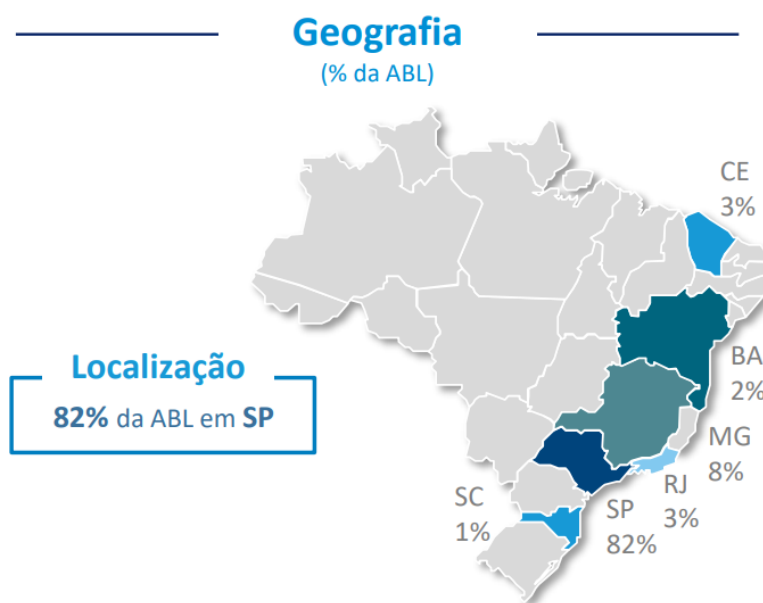 Geografia
(% da ABL)
CE
3%
BA
2%
Localização
82% da ABL em SP
MG
8%
RJ
3%
SC
1%
SP
82%